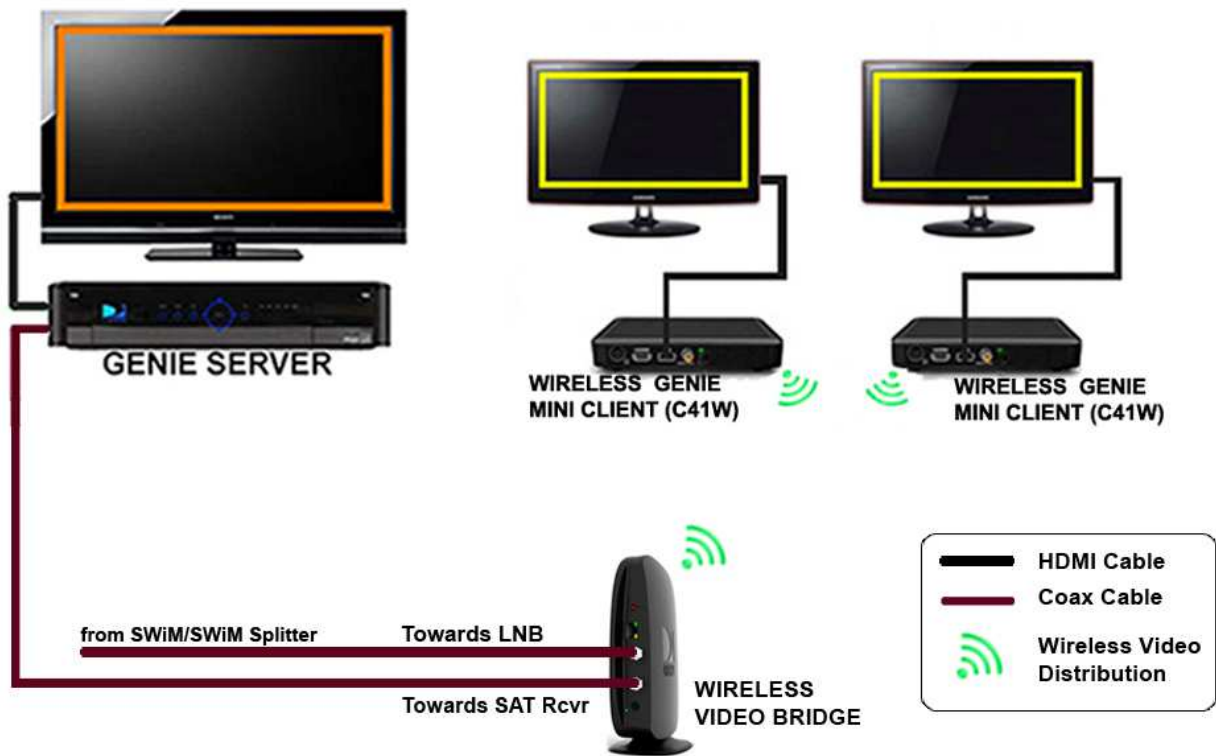 GENIE SERVER
WIRELESS GENIE
MINI CLIENT (C41W)
WIRELESS GENIE
MINI CLIENT (C41W)
from SWiM/SWiM Splitter
Towards LNB
Towards SAT Rcvr
WIRELESS
VIDEO BRIDGE
HDMI Cable
Coax Cable
Wireless Video
Distribution